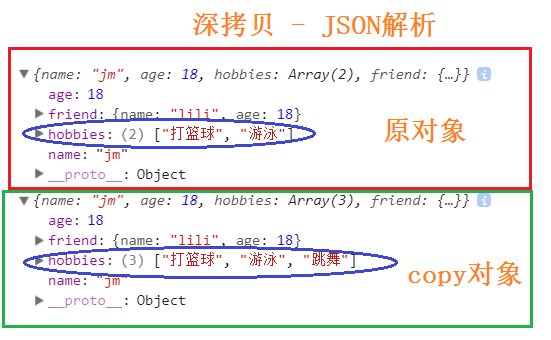 深拷贝 - JSON解析
▼{name: "jm", age: 18, hobbies: Array(2), friend: {…}} i
age: 18
▶friend: {name: "lili", age: 18}
▶hobbies: (2) ["打篮球", "游泳"]
name: "jm"
▶__proto__: Object
原对象
▼{name: "jm", age: 18, hobbies: Array(3), friend: {…}} i
age: 18
▶friend: {name: "lili", age: 18}
▶hobbies: (3) ["打篮球", "游泳", "跳舞"]
name: "jm"
▶__proto__: Object
copy对象